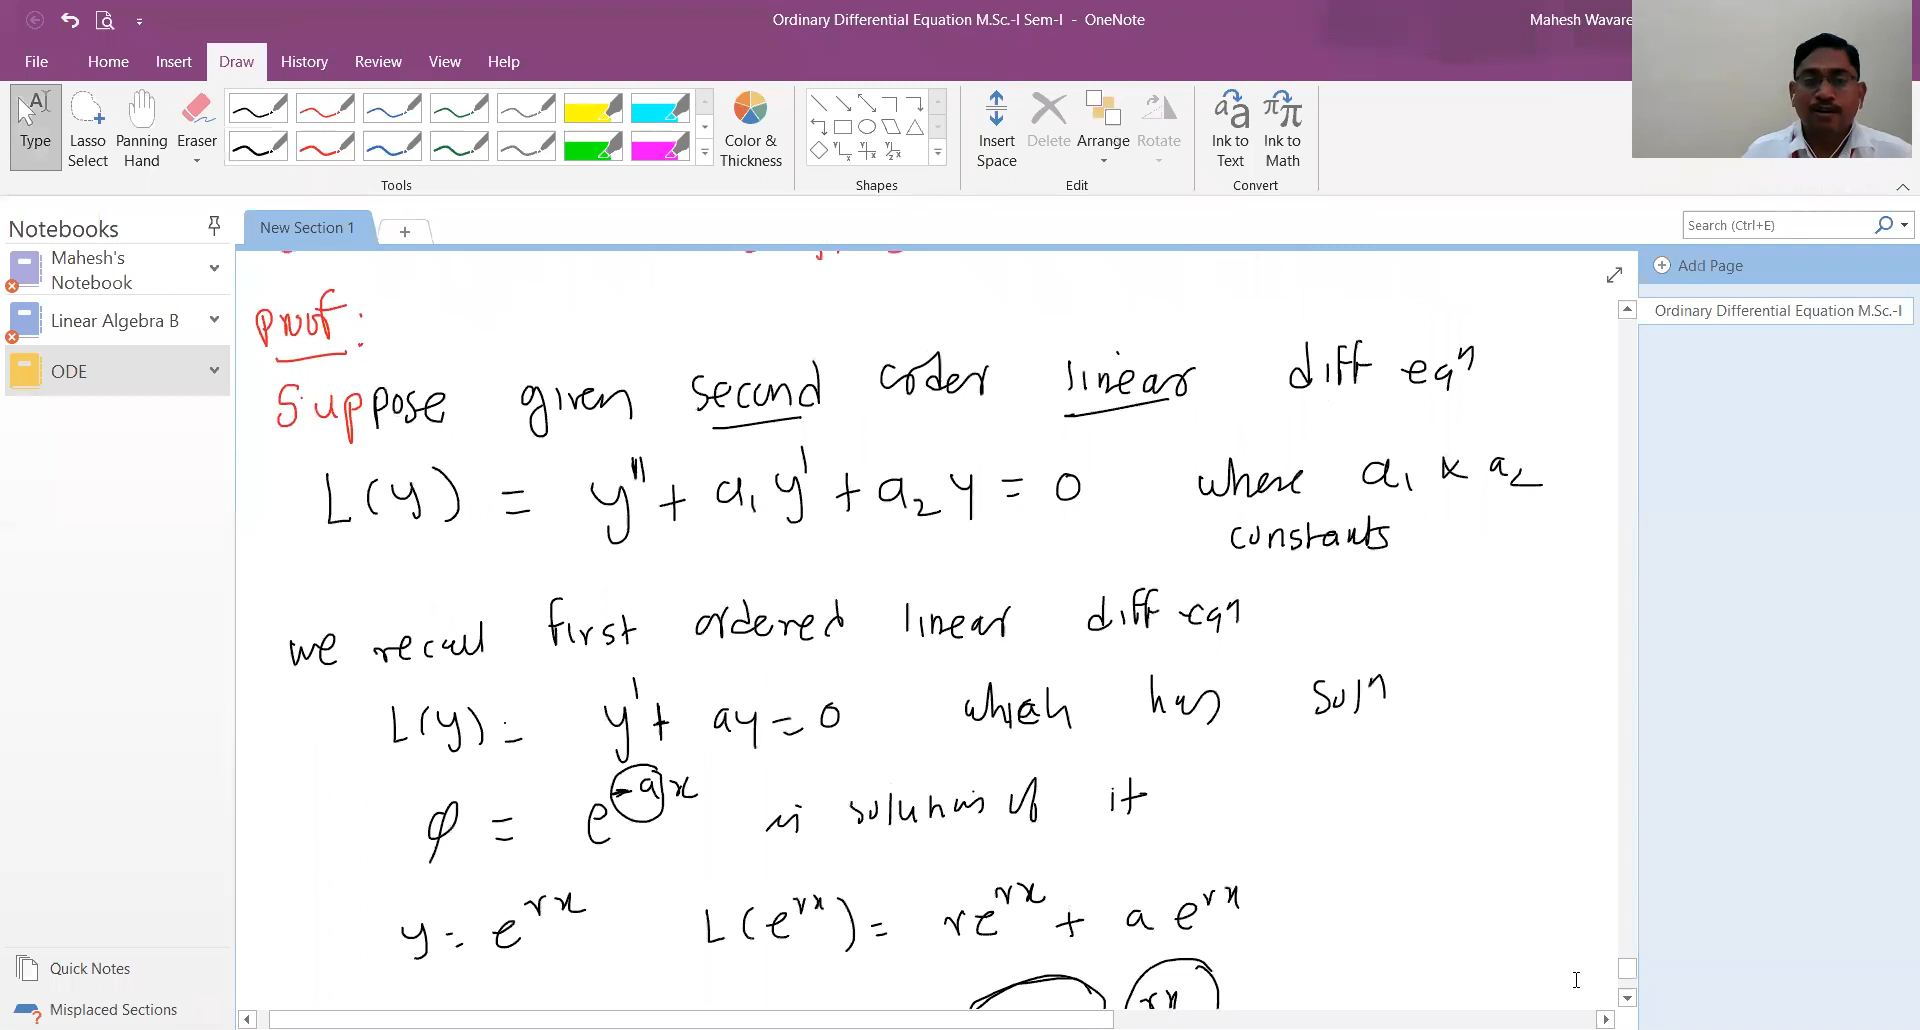 Ordinary Differential Equation M.Sc.-I Sem-I - OneNote
Mahesh Wavare
File Home Insert Draw History Review View Help
Type
Lasso Select
Panning Hand
Eraser
Color & Thickness
Insert Space
Delete
Arrange
Rotate
Ink to Text
Ink to Math
Tools
Shapes
Edit
Convert
Notebooks
Mahesh's Notebook
Linear Algebra B
ODE
Quick Notes
Misplaced Sections
New Section 1
Search (Ctrl+E)
Add Page
Ordinary Differential Equation M.Sc.-I
Proof:
Suppose given second order linear diff eqⁿ
L(y) = y'' + a₁y' + a₂y = 0 where a₁ & a₂
constants
we recall first ordered linear diff eqⁿ
L(y) = y' + ay = 0 which has solⁿ
φ = e^(-ax) is solution of it
y = e^(rx) L(e^(rx)) = re^(rx) + a e^(rx)
rx